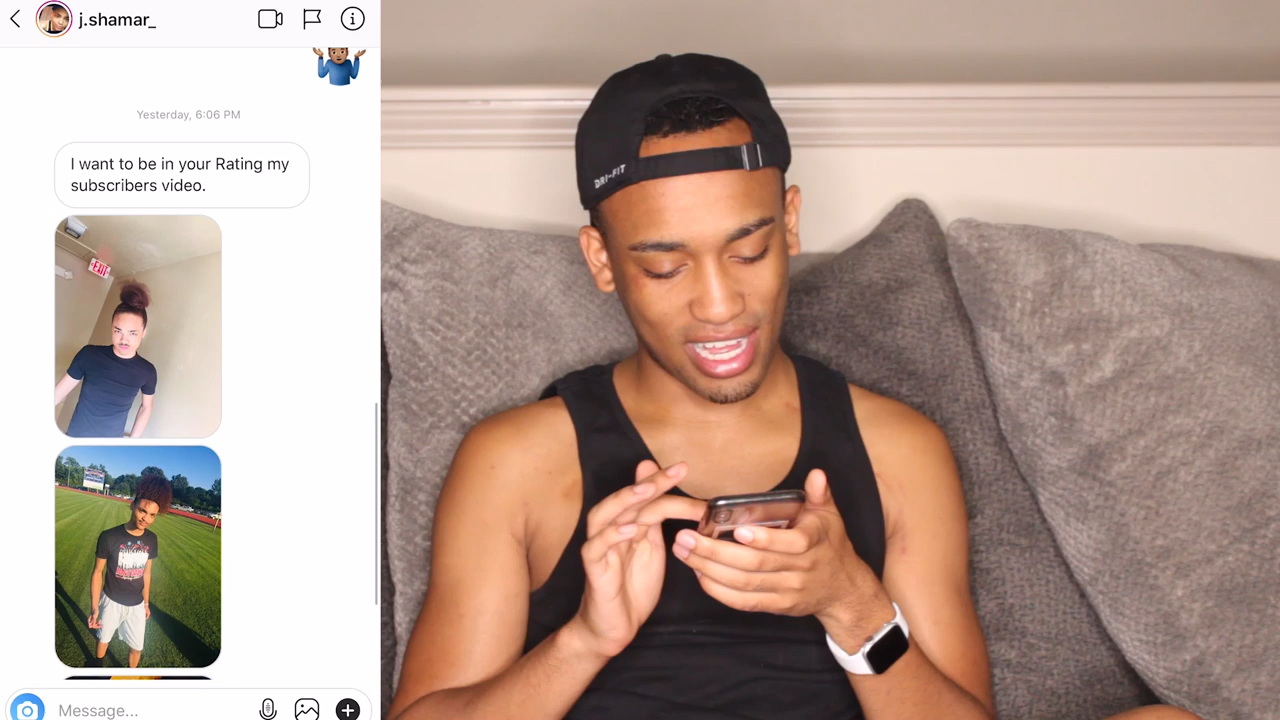 j.shamar_
Yesterday, 6:06 PM
I want to be in your Rating my
subscribers video.
EXIT
DRI-FIT
Message...